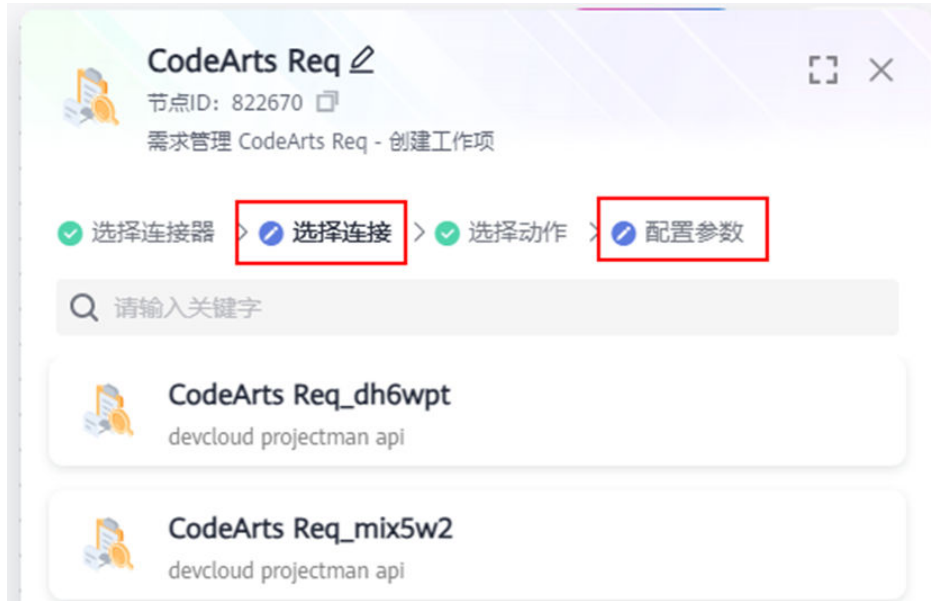 CodeArts Req
节点ID: 822670
需求管理 CodeArts Req - 创建工作项
选择连接器 > 选择连接 > 选择动作 > 配置参数
请输入关键字
CodeArts Req_dh6wpt
devcloud projectman api
CodeArts Req_mix5w2
devcloud projectman api